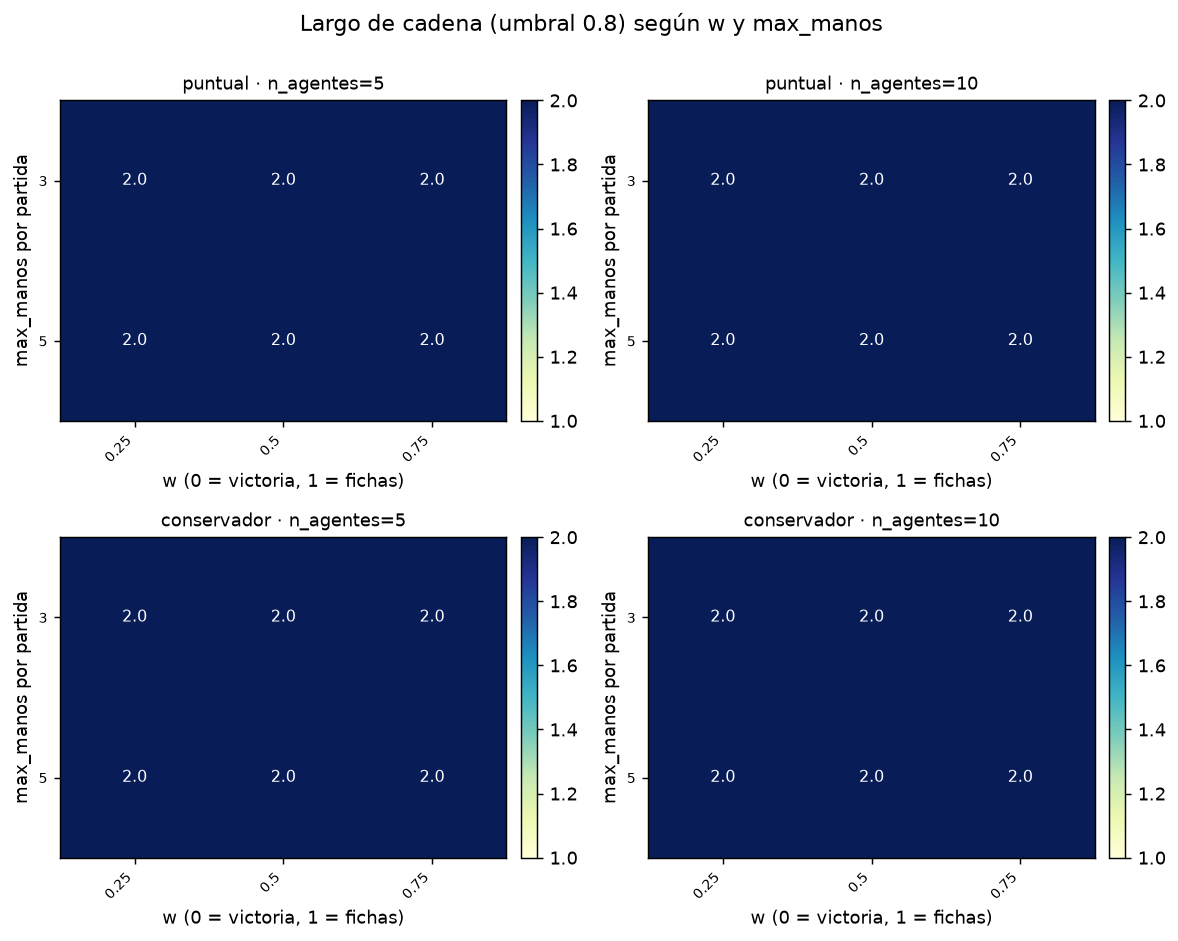 Largo de cadena (umbral 0.8) según w y max_manos
puntual · n_agentes=5
max_manos por partida
3
5
2.0 2.0 2.0
2.0 2.0 2.0
0.25 0.5 0.75
w (0 = victoria, 1 = fichas)
2.0
1.8
1.6
1.4
1.2
1.0
puntual · n_agentes=10
max_manos por partida
3
5
2.0 2.0 2.0
2.0 2.0 2.0
0.25 0.5 0.75
w (0 = victoria, 1 = fichas)
2.0
1.8
1.6
1.4
1.2
1.0
conservador · n_agentes=5
max_manos por partida
3
5
2.0 2.0 2.0
2.0 2.0 2.0
0.25 0.5 0.75
w (0 = victoria, 1 = fichas)
2.0
1.8
1.6
1.4
1.2
1.0
conservador · n_agentes=10
max_manos por partida
3
5
2.0 2.0 2.0
2.0 2.0 2.0
0.25 0.5 0.75
w (0 = victoria, 1 = fichas)
2.0
1.8
1.6
1.4
1.2
1.0